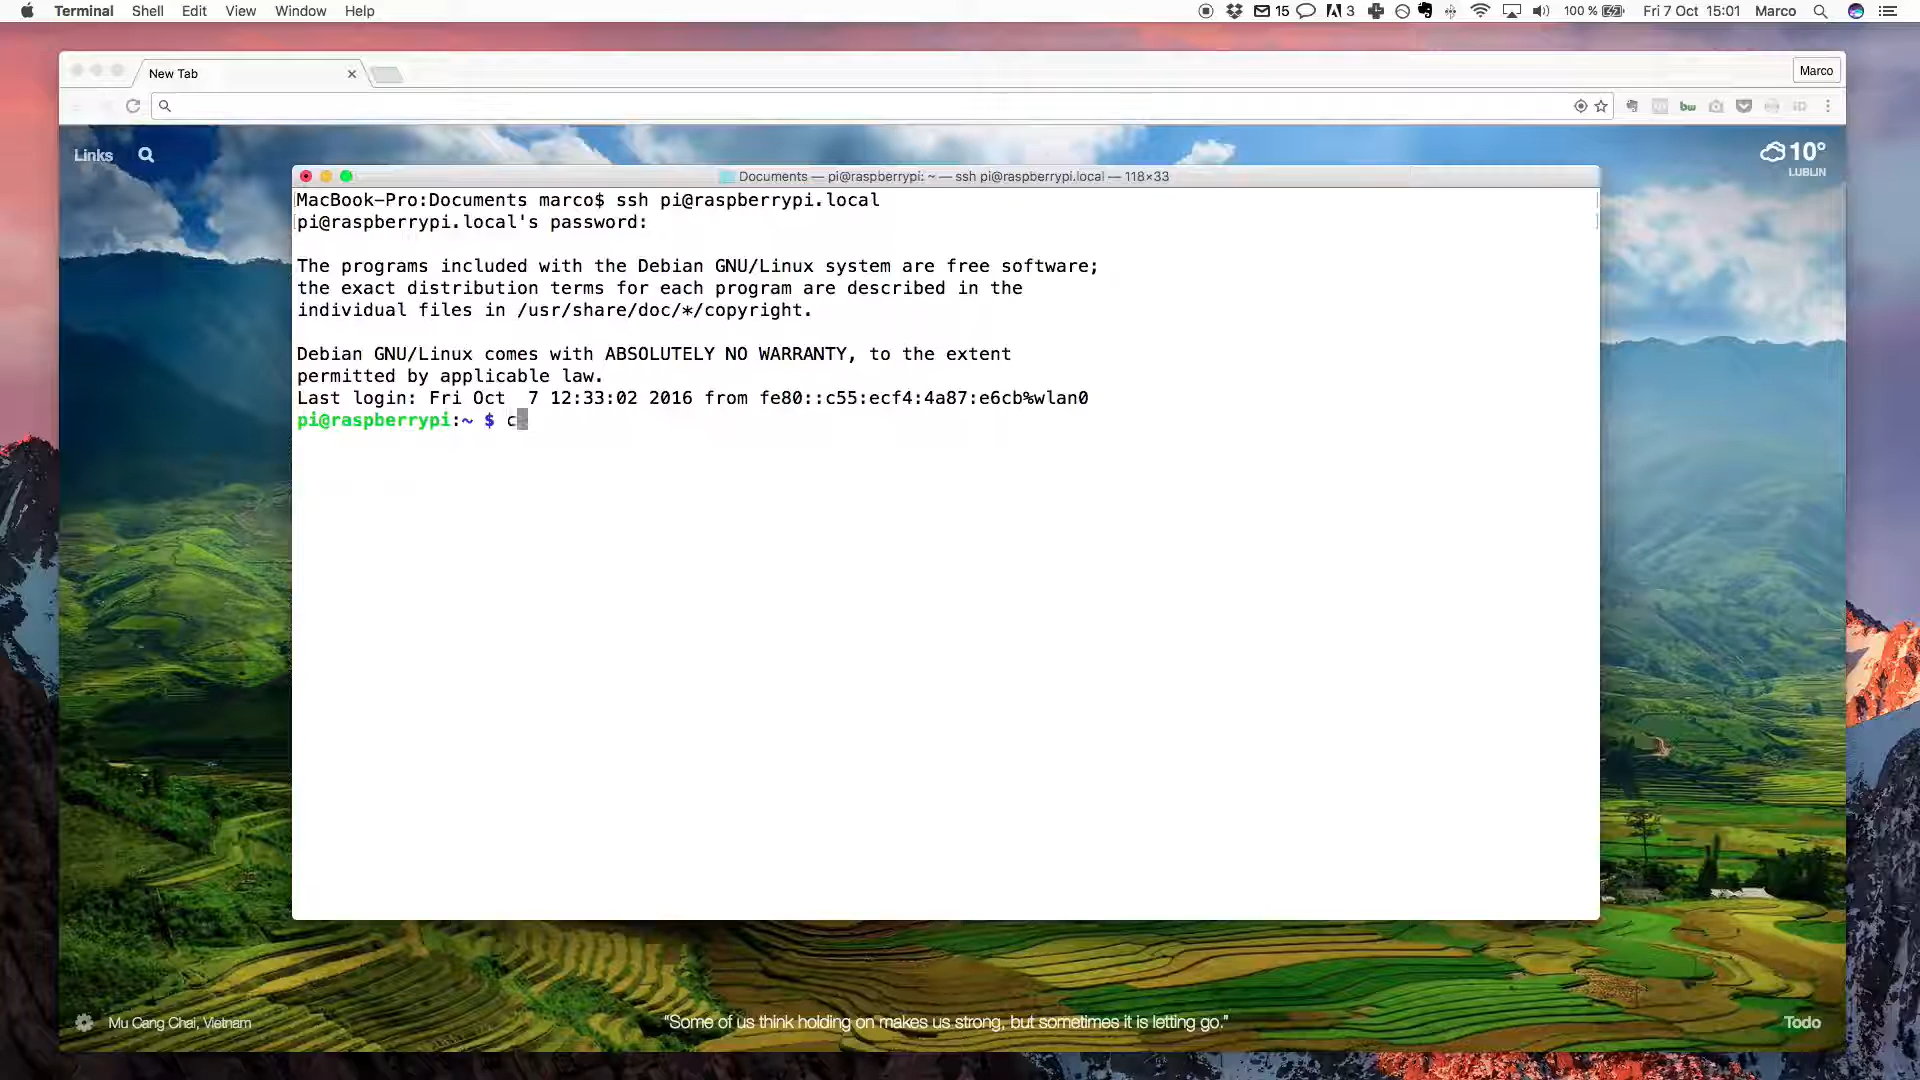 Terminal Shell Edit View Window Help 15 3 100 % Fri 7 Oct 15:01 Marco
New Tab
Marco
bw
Links
10°
LUBLIN
Documents — pi@raspberrypi: ~ — ssh pi@raspberrypi.local — 118×33
MacBook-Pro:Documents marco$ ssh pi@raspberrypi.local
pi@raspberrypi.local's password:
The programs included with the Debian GNU/Linux system are free software;
the exact distribution terms for each program are described in the
individual files in /usr/share/doc/*/copyright.
Debian GNU/Linux comes with ABSOLUTELY NO WARRANTY, to the extent
permitted by applicable law.
Last login: Fri Oct  7 12:33:02 2016 from fe80::c55:ecf4:4a87:e6cb%wlan0
pi@raspberrypi:~ $ c
Mu Cang Chai, Vietnam
“Some of us think holding on makes us strong, but sometimes it is letting go.”
Todo